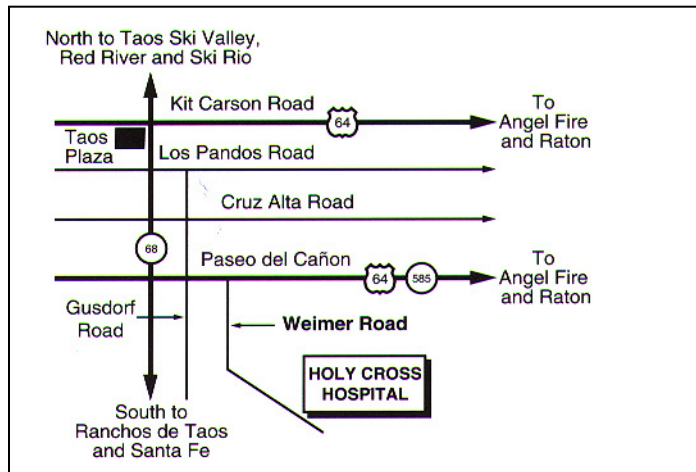 North to Taos Ski Valley,
Red River and Ski Rio
Kit Carson Road
64
To
Angel Fire
and Raton
Taos
Plaza
Los Pandos Road
Cruz Alta Road
68
Paseo del Cañon
64
585
To
Angel Fire
and Raton
Gusdorf
Road
Weimer Road
HOLY CROSS
HOSPITAL
South to
Ranchos de Taos
and Santa Fe